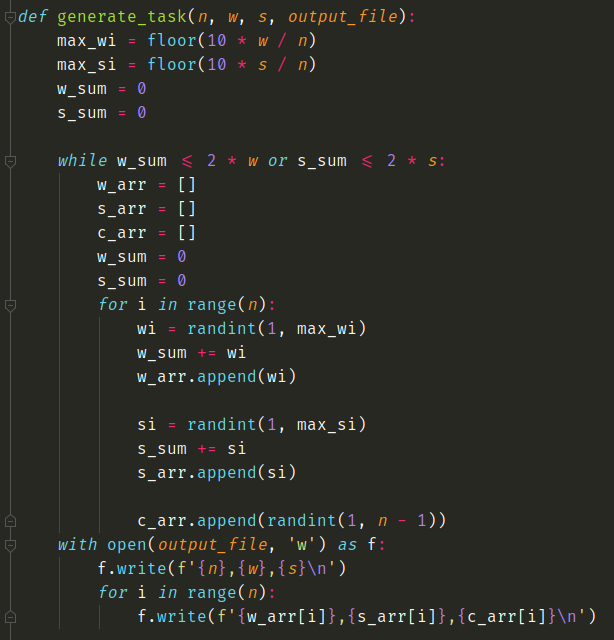 def generate_task(n, w, s, output_file):
    max_wi = floor(10 * w / n)
    max_si = floor(10 * s / n)
    w_sum = 0
    s_sum = 0

    while w_sum ⩽ 2 * w or s_sum ⩽ 2 * s:
        w_arr = []
        s_arr = []
        c_arr = []
        w_sum = 0
        s_sum = 0
        for i in range(n):
            wi = randint(1, max_wi)
            w_sum += wi
            w_arr.append(wi)

            si = randint(1, max_si)
            s_sum += si
            s_arr.append(si)

            c_arr.append(randint(1, n - 1))
    with open(output_file, 'w') as f:
        f.write(f'{n},{w},{s}\n')
        for i in range(n):
            f.write(f'{w_arr[i]},{s_arr[i]},{c_arr[i]}\n')